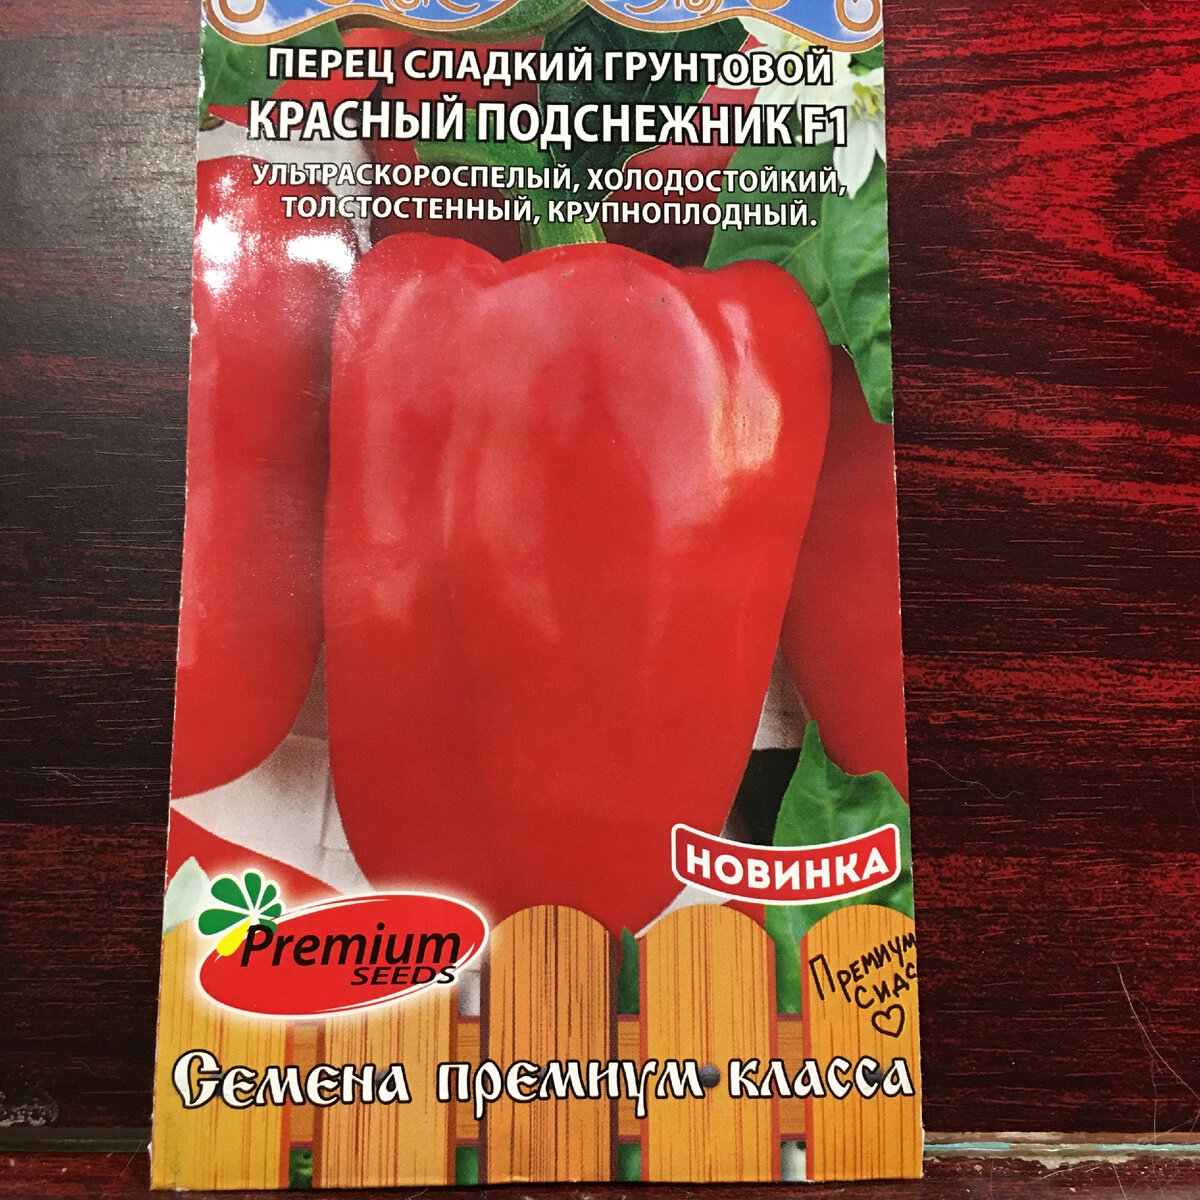 ПЕРЕЦ СЛАДКИЙ ГРУНТОВОЙ
КРАСНЫЙ ПОДСНЕЖНИК F1
УЛЬТРАСКОРОСПЕЛЫЙ, ХОЛОДОСТОЙКИЙ,
ТОЛСТОСТЕННЫЙ, КРУПНОПЛОДНЫЙ.
НОВИНКА
Premium
SEEDS
Премиум
Сидс
Семена премиум класса